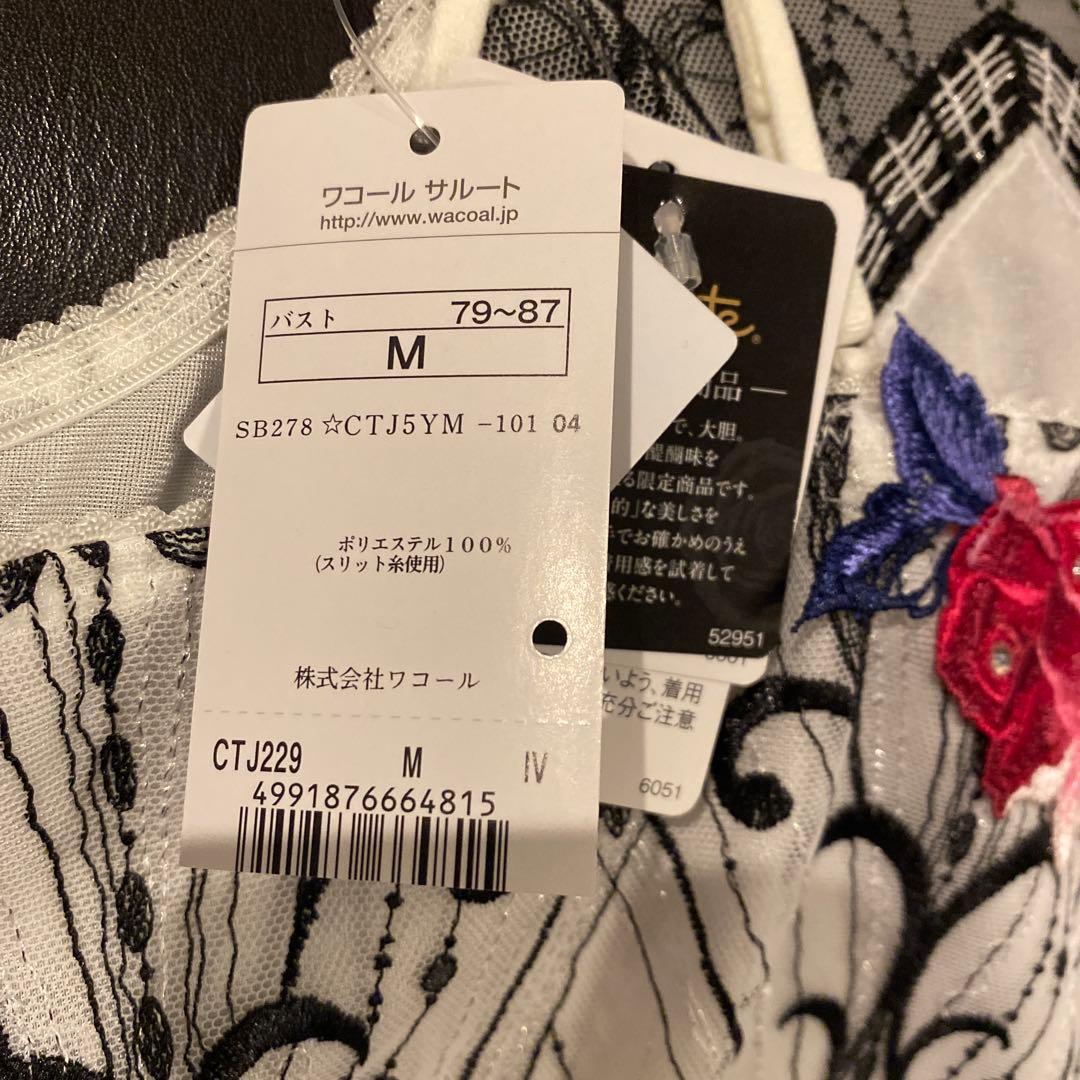 ワコール サルート
http://www.wacoal.jp
バスト 79~87
M
SB278 ☆CTJ5YM -101 04
ポリエステル100%
(スリット糸使用)
株式会社ワコール
CTJ229 M IV
4991876664815
te®
品 —
で、大胆。
醍醐味を
る限定商品です。
的」な美しさを
でお確かめのうえ
用感を試着して
ください。
52951
いよう、着用
充分ご注意
6051